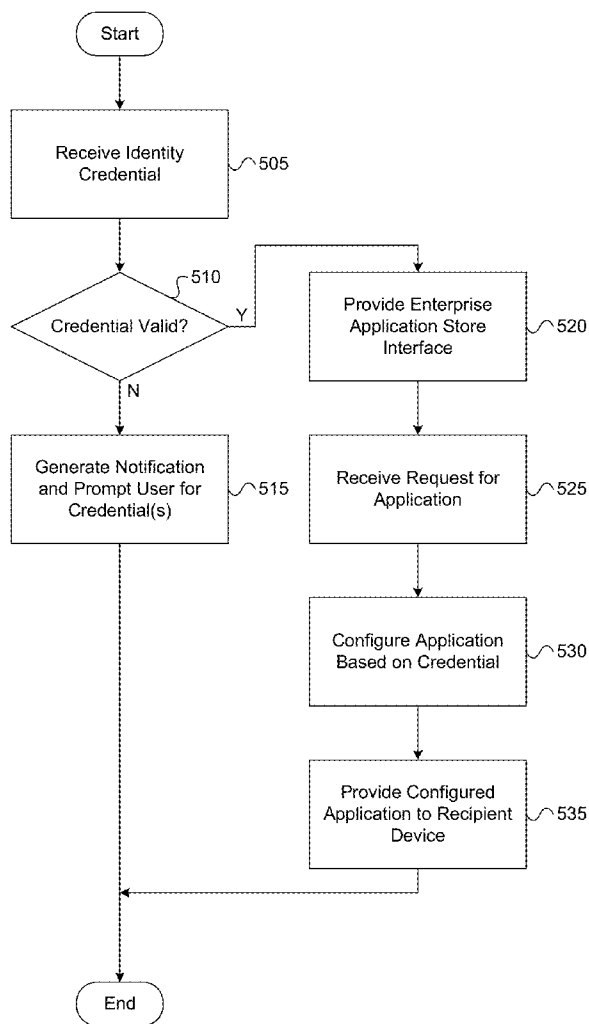 Start
Receive Identity
Credential
505
510
Credential Valid?
Y
N
Generate Notification
and Prompt User for
Credential(s)
515
Provide Enterprise
Application Store
Interface
520
Receive Request for
Application
525
Configure Application
Based on Credential
530
Provide Configured
Application to Recipient
Device
535
End